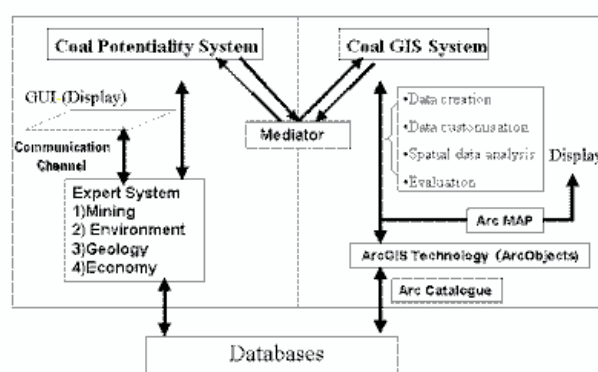 Coal Potentiality System
Coal GIS System
GUI (Display)
Communication
Channel
Mediator
•Data creation
•Data customisation
•Spatial data analysis
•Evaluation
Display
Expert System
1)Mining
2) Environment
3)Geology
4)Economy
Arc MAP
ArcGIS Technology (ArcObjects)
Arc Catalogue
Databases